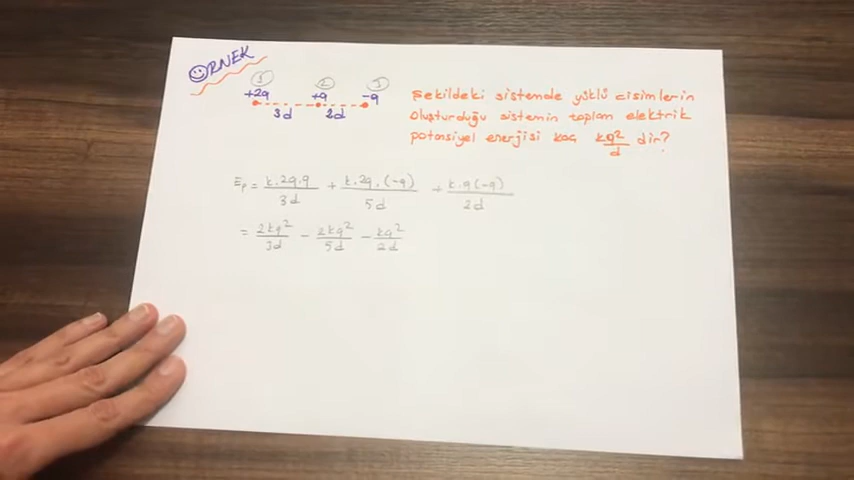 ÖRNEK
1 2 3
+2q +q -q
3d 2d
Şekildeki sistemde yüklü cisimlerin
oluşturduğu sistemin toplam elektrik
potansiyel enerjisi kaç kq²/d dir?
Ep = k.2q.q/3d + k.2q.(-q)/5d + k.q(-q)/2d
= 2kq²/3d - 2kq²/5d - kq²/2d